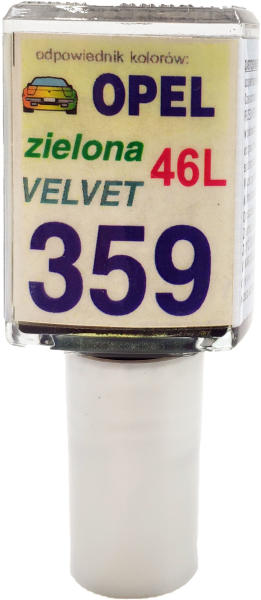 odpowiednik kolorów:
OPEL
zielona 46L
VELVET
359